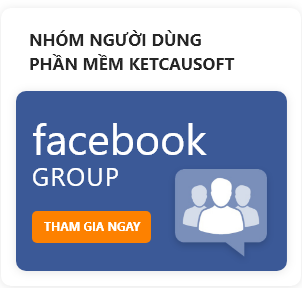 NHÓM NGƯỜI DÙNG
PHẦN MỀM KETCAUSOFT
facebook
GROUP
THAM GIA NGAY